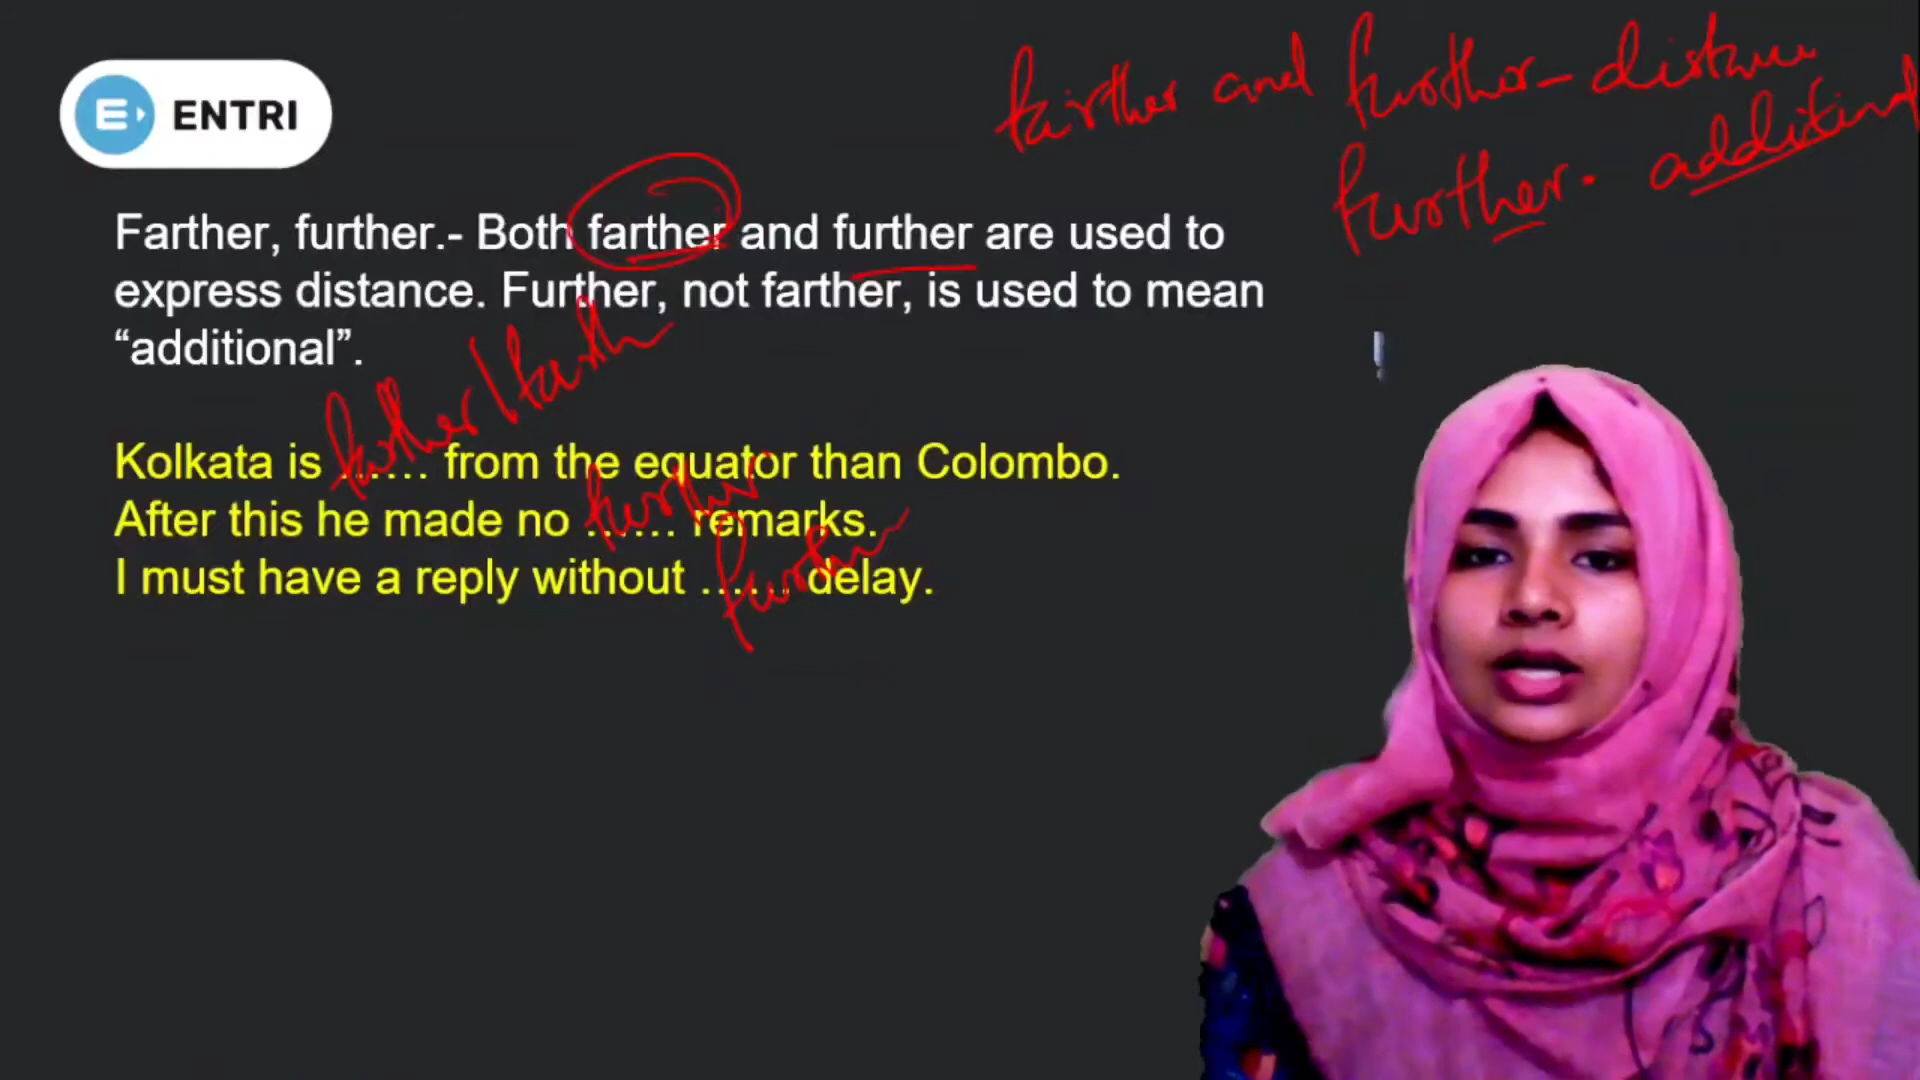 farther and further - distance
further . additional
ENTRI
Farther, further.- Both farther and further are used to
express distance. Further, not farther, is used to mean
“additional”.
Kolkata is ...... from the equator than Colombo.
further
After this he made no ...... remarks.
further
I must have a reply without ...... delay.